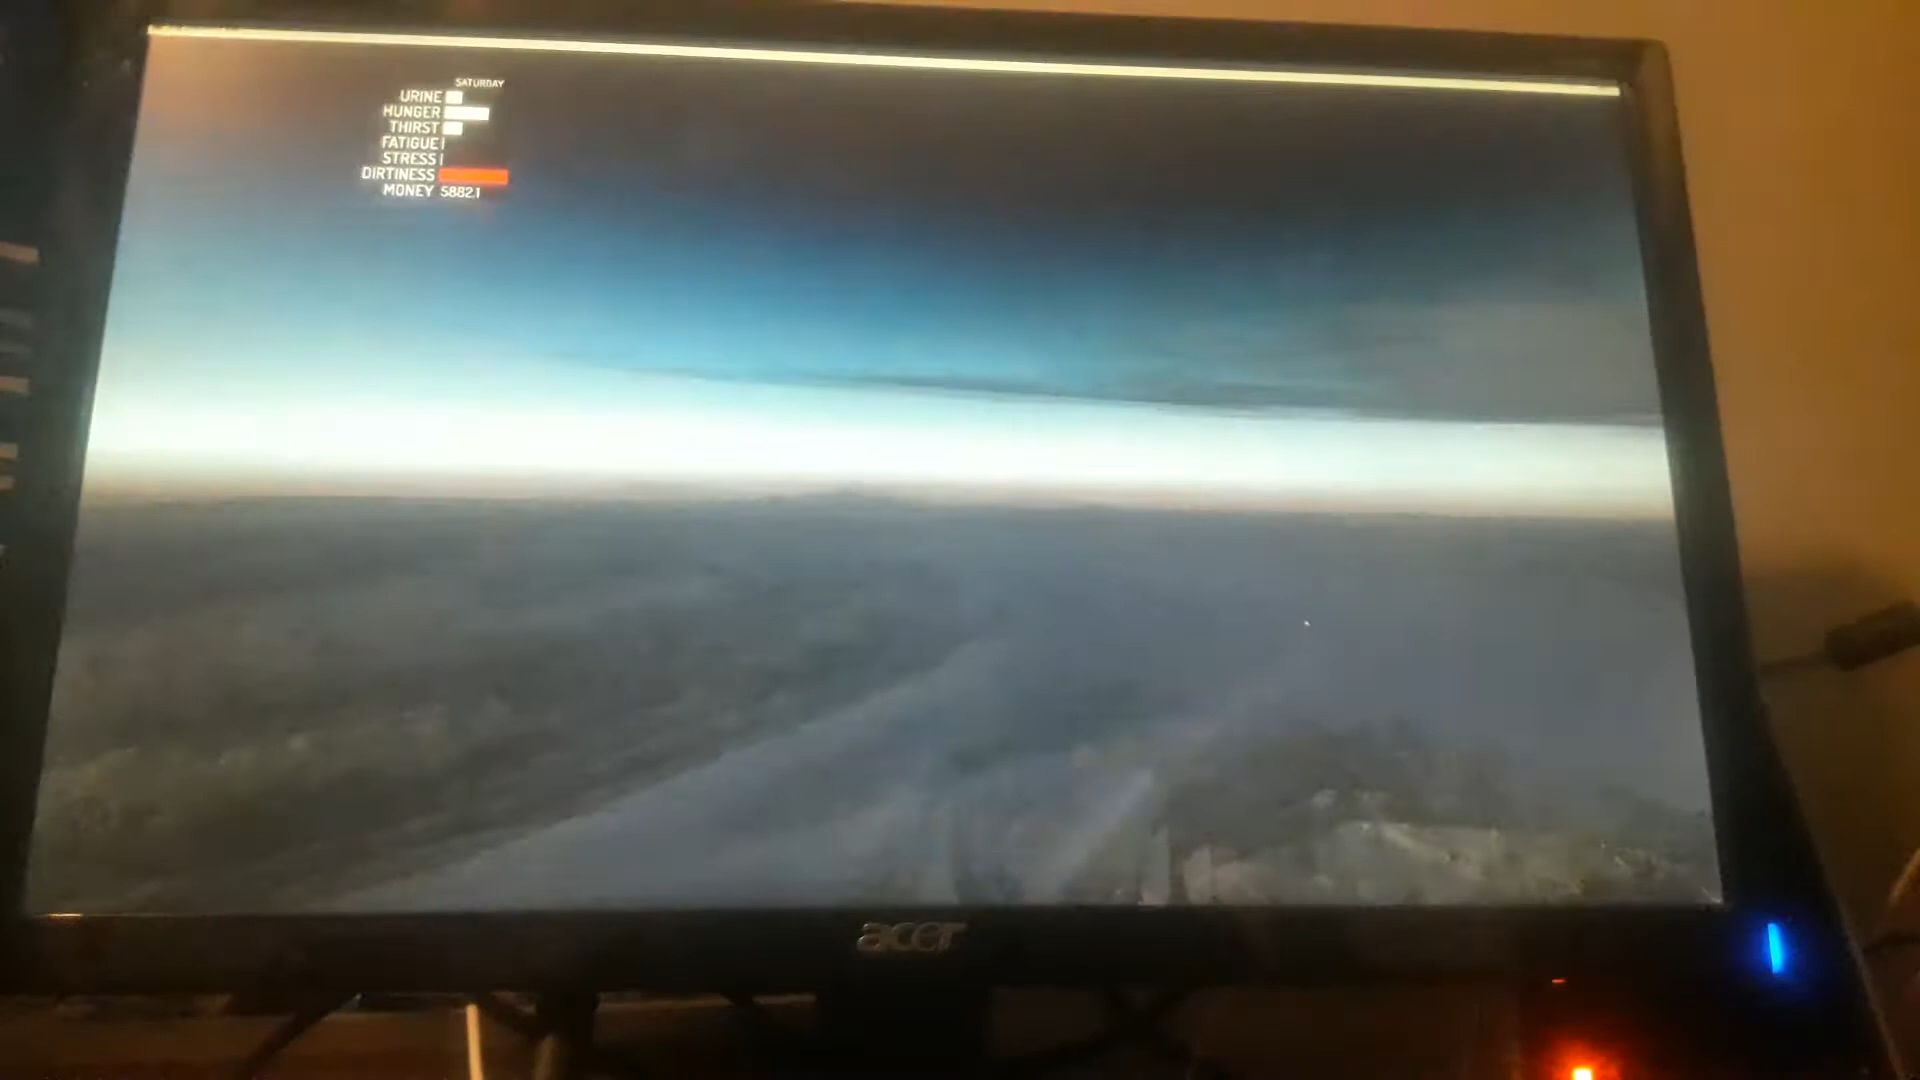 SATURDAY
URINE
HUNGER
THIRST
FATIGUE
STRESS
DIRTINESS
MONEY 5882.1
acer